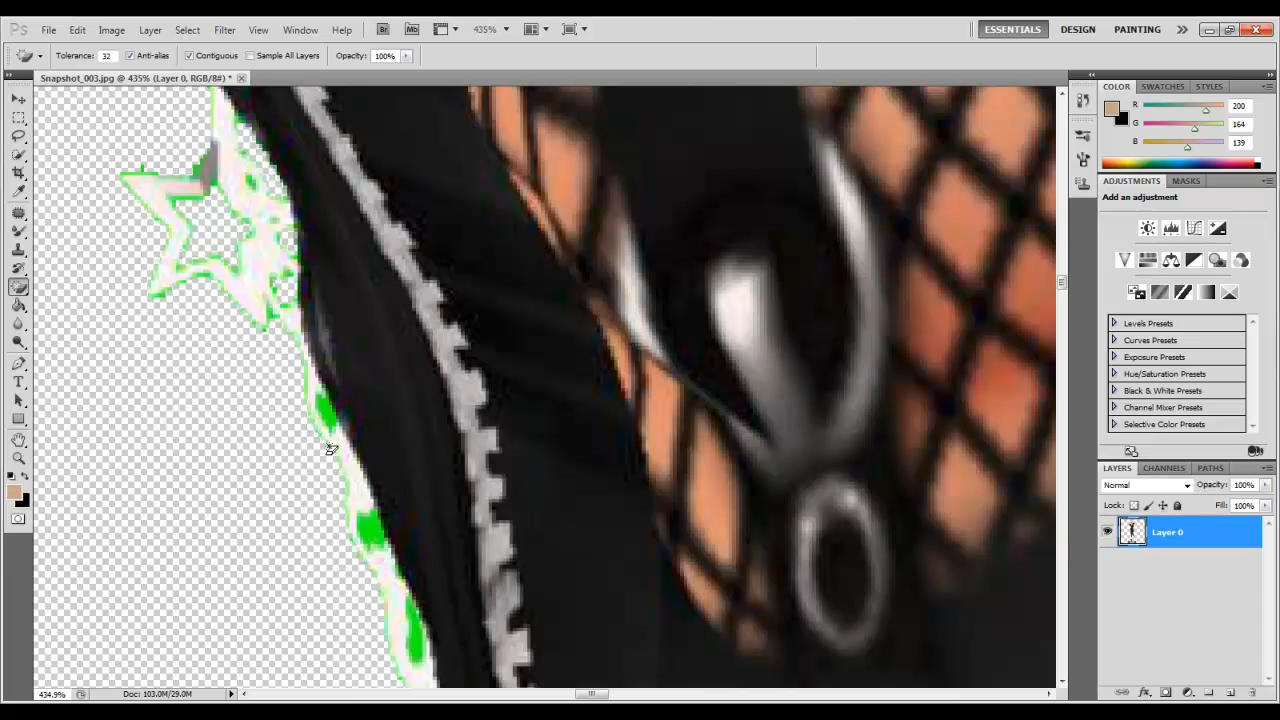 Ps File Edit Image Layer Select Filter View Window Help Br Mb 435% ESSENTIALS DESIGN PAINTING
Tolerance: 32 Anti-alias Contiguous Sample All Layers Opacity: 100%
Snapshot_003.jpg @ 435% (Layer 0, RGB/8#) *
COLOR SWATCHES STYLES
R 200
G 164
B 139
ADJUSTMENTS MASKS
Add an adjustment
Levels Presets
Curves Presets
Exposure Presets
Hue/Saturation Presets
Black & White Presets
Channel Mixer Presets
Selective Color Presets
LAYERS CHANNELS PATHS
Normal Opacity: 100%
Lock: Fill: 100%
Layer 0
434.9% Doc: 103.0M/29.0M